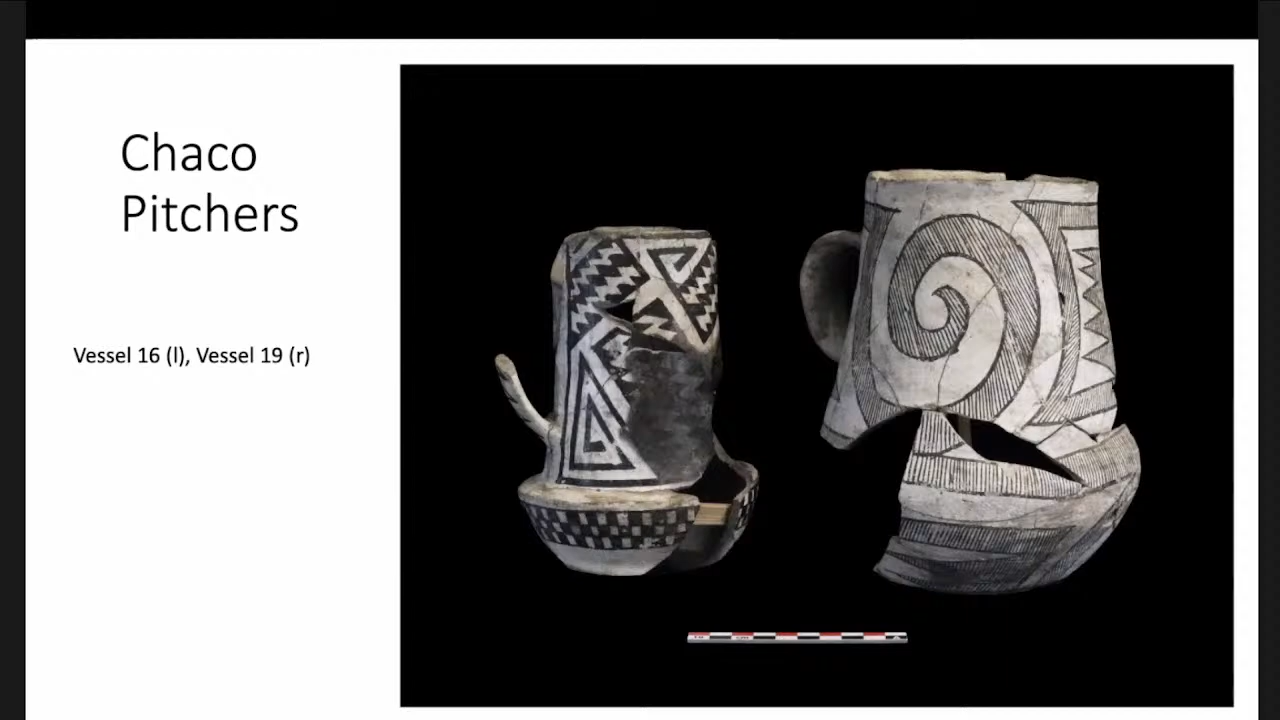 Chaco
Pitchers
Vessel 16 (l), Vessel 19 (r)